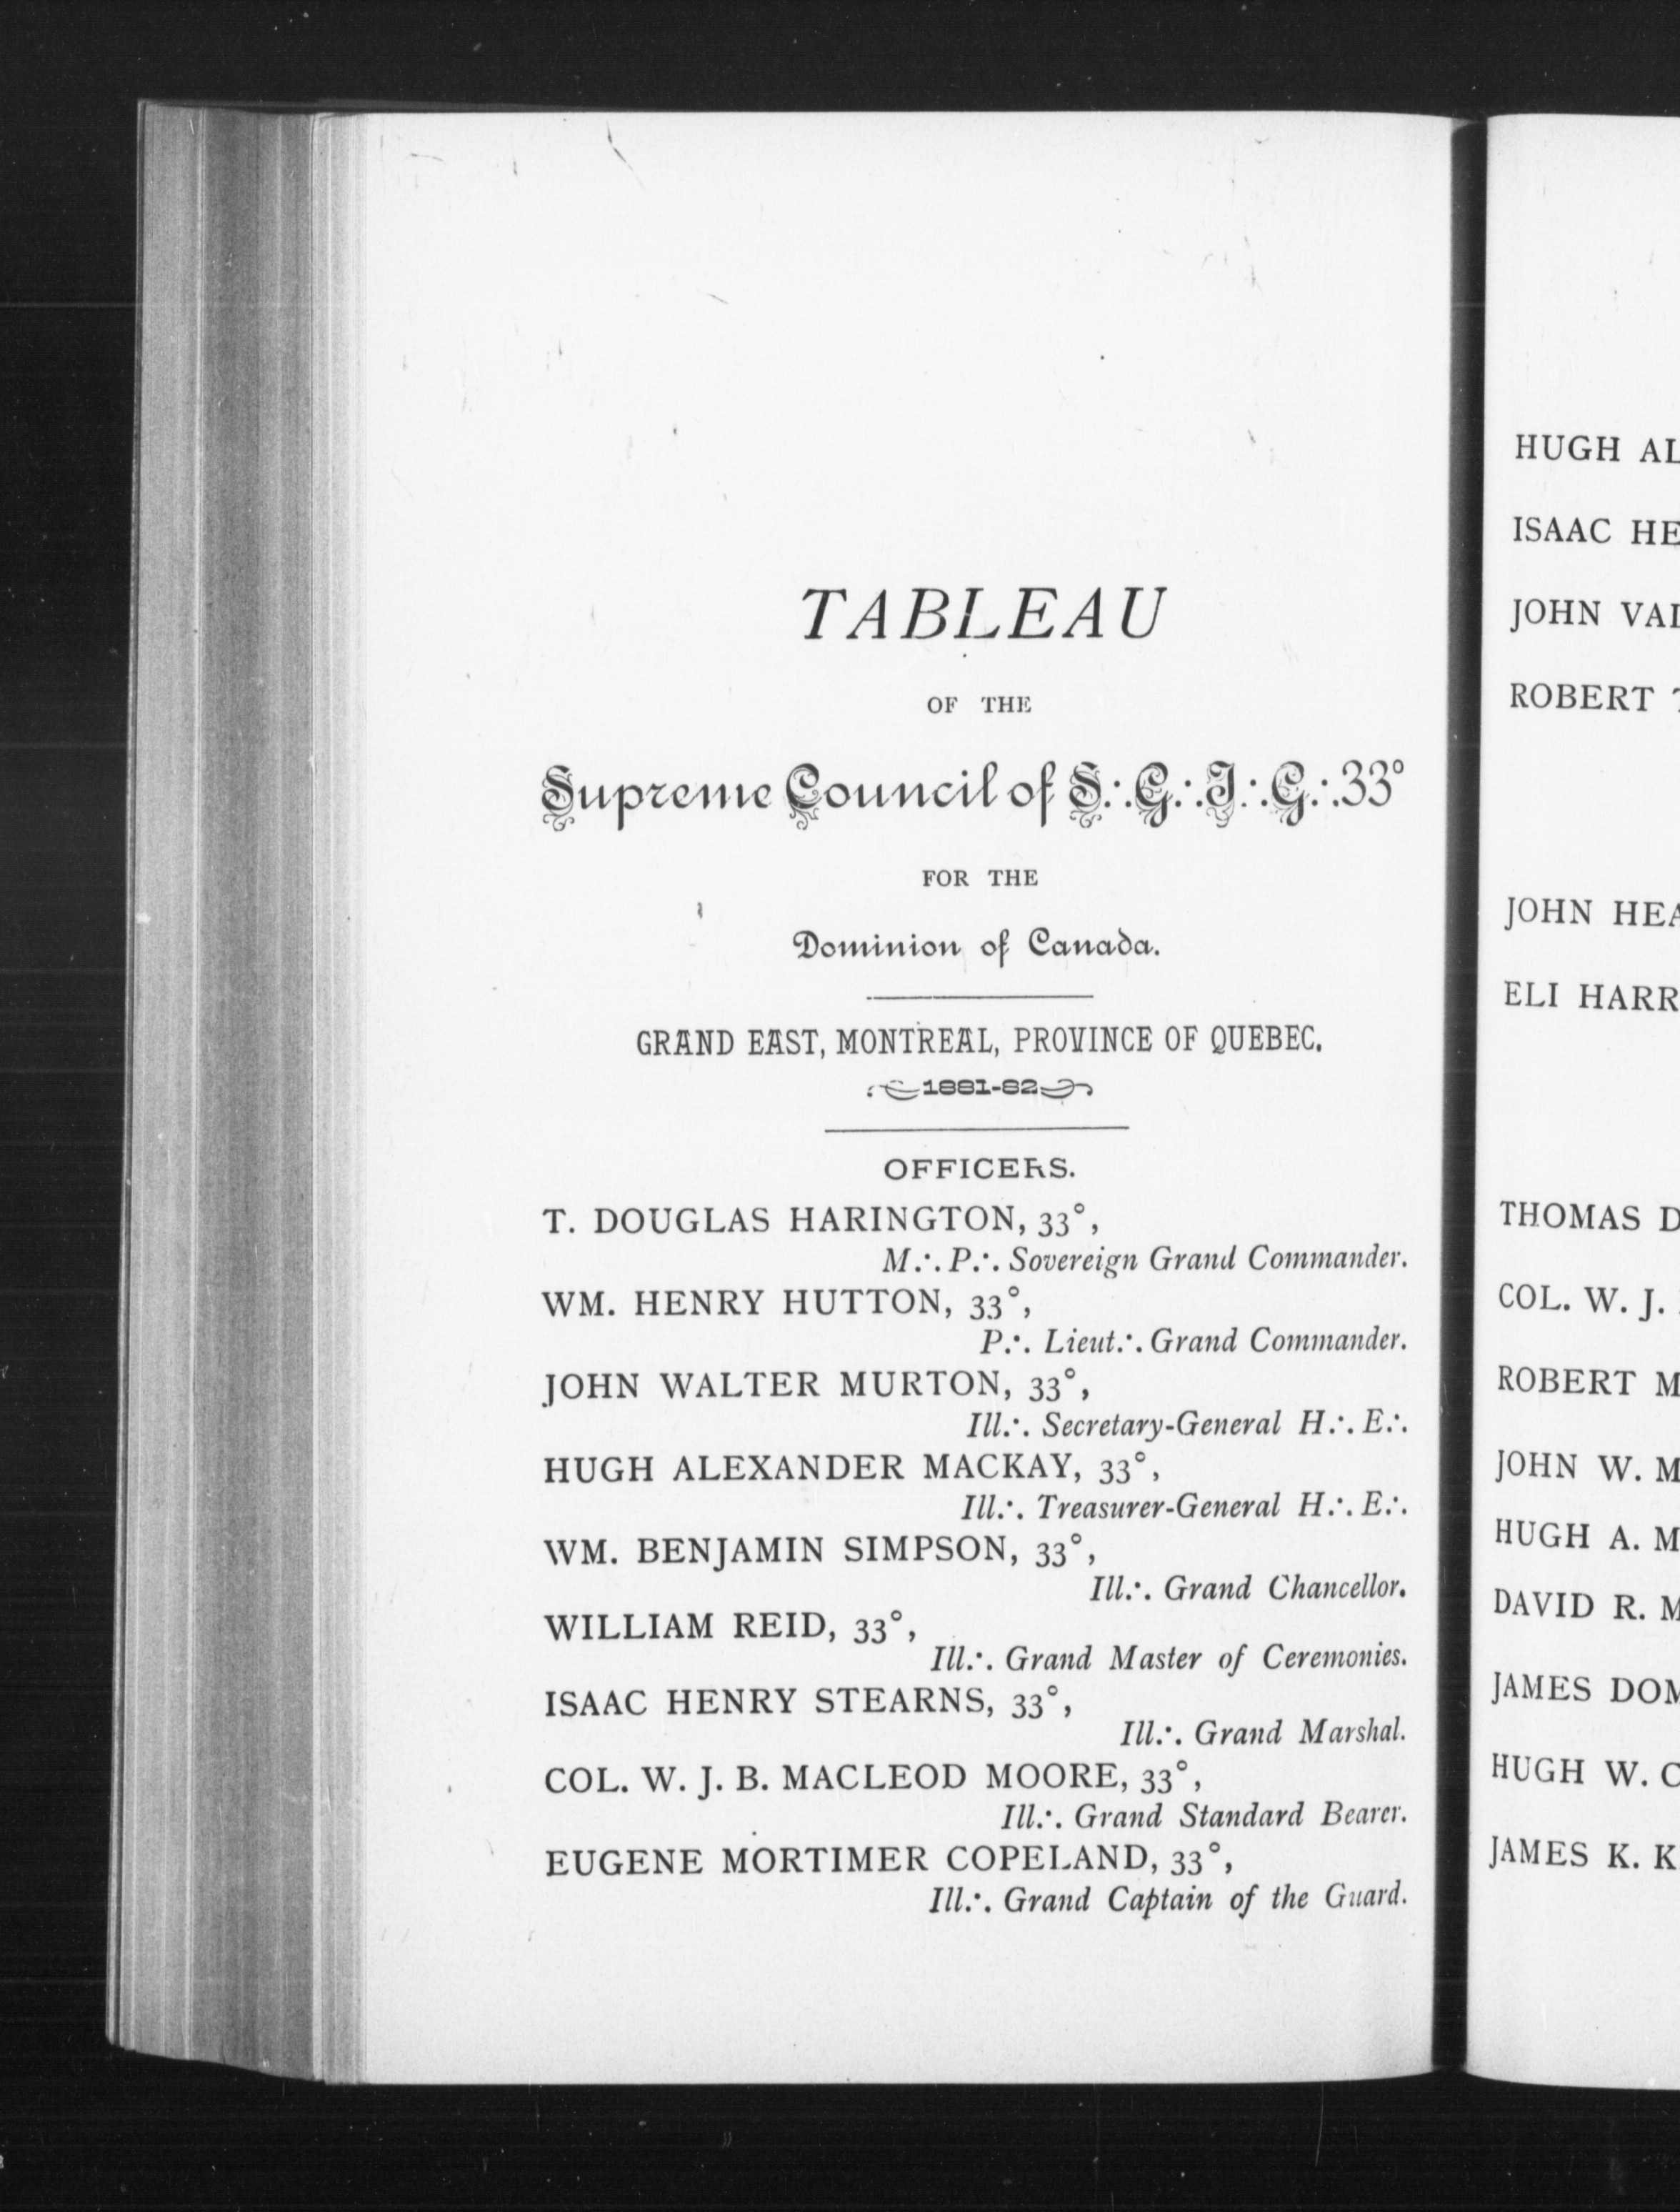 TABLEAU
OF THE
Supreme Council of S∴G∴I∴G∴33°
FOR THE
Dominion of Canada.
GRAND EAST, MONTREAL, PROVINCE OF QUEBEC.
1881-82
OFFICERS.
T. DOUGLAS HARINGTON, 33°,
M∴P∴ Sovereign Grand Commander.
WM. HENRY HUTTON, 33°,
P∴ Lieut∴ Grand Commander.
JOHN WALTER MURTON, 33°,
Ill∴ Secretary-General H∴E∴
HUGH ALEXANDER MACKAY, 33°,
Ill∴ Treasurer-General H∴E∴
WM. BENJAMIN SIMPSON, 33°,
Ill∴ Grand Chancellor.
WILLIAM REID, 33°,
Ill∴ Grand Master of Ceremonies.
ISAAC HENRY STEARNS, 33°,
Ill∴ Grand Marshal.
COL. W. J. B. MACLEOD MOORE, 33°,
Ill∴ Grand Standard Bearer.
EUGENE MORTIMER COPELAND, 33°,
Ill∴ Grand Captain of the Guard.
HUGH AL
ISAAC HE
JOHN VAL
ROBERT
JOHN HEA
ELI HARR
THOMAS D
COL. W. J.
ROBERT M
JOHN W. M
HUGH A. M
DAVID R. M
JAMES DOM
HUGH W. C
JAMES K. K